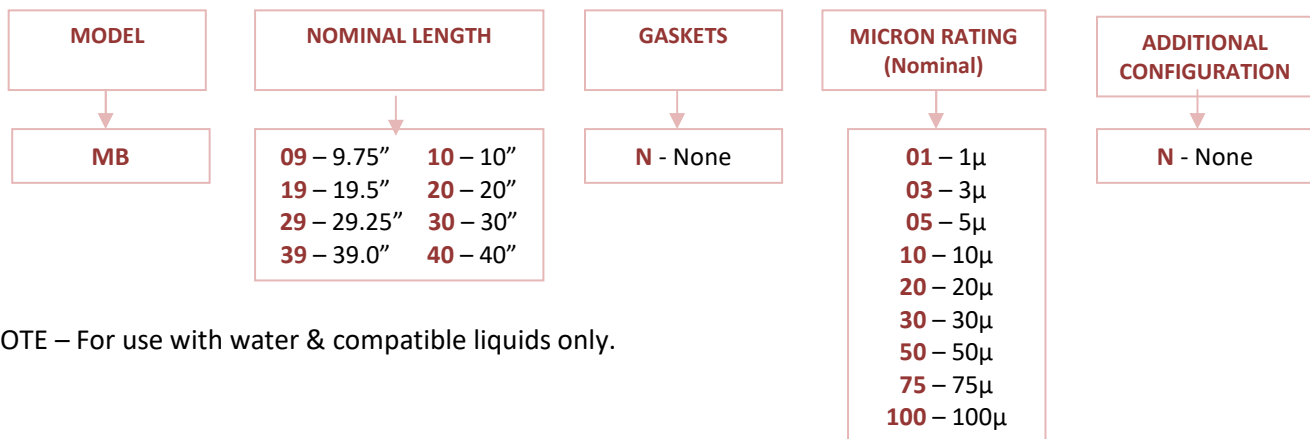 MODEL
NOMINAL LENGTH
GASKETS
MICRON RATING
(Nominal)
ADDITIONAL
CONFIGURATION
MB
09 – 9.75” 10 – 10”
19 – 19.5” 20 – 20”
29 – 29.25” 30 – 30”
39 – 39.0” 40 – 40”
N - None
01 – 1µ
03 – 3µ
05 – 5µ
10 – 10µ
20 – 20µ
30 – 30µ
50 – 50µ
75 – 75µ
100 – 100µ
N - None
OTE – For use with water & compatible liquids only.